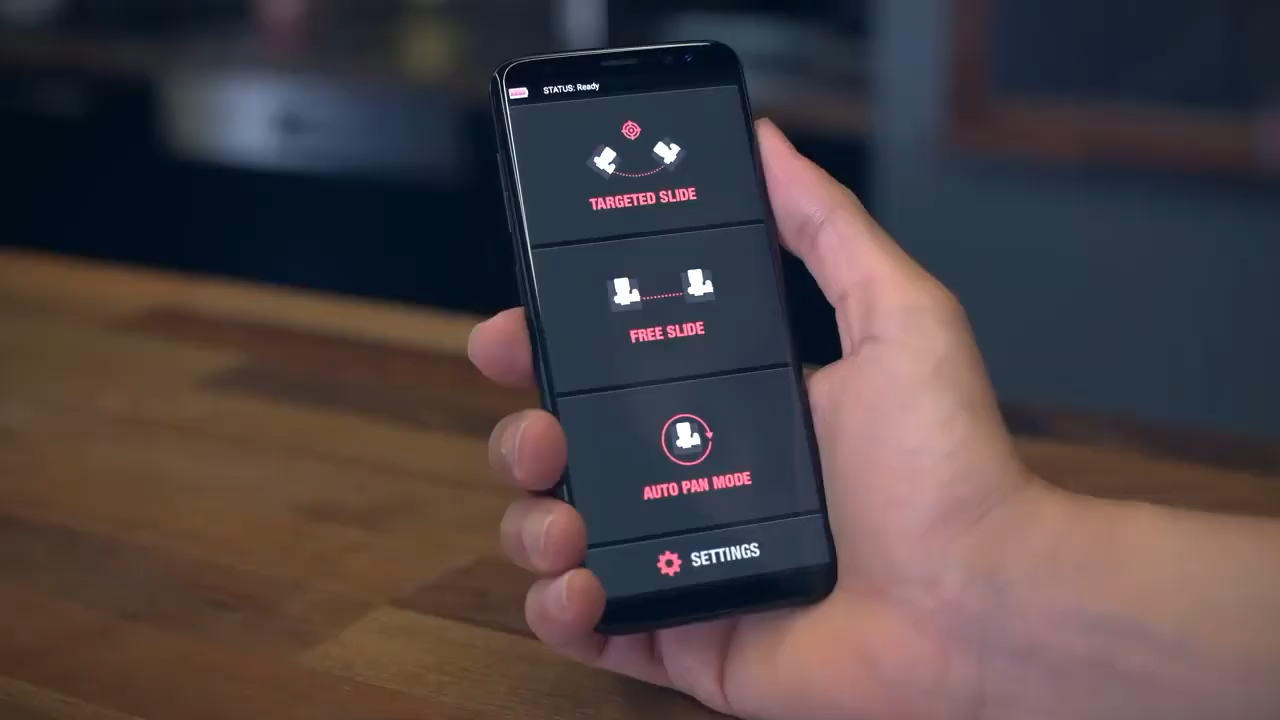 STATUS: Ready
TARGETED SLIDE
FREE SLIDE
AUTO PAN MODE
SETTINGS